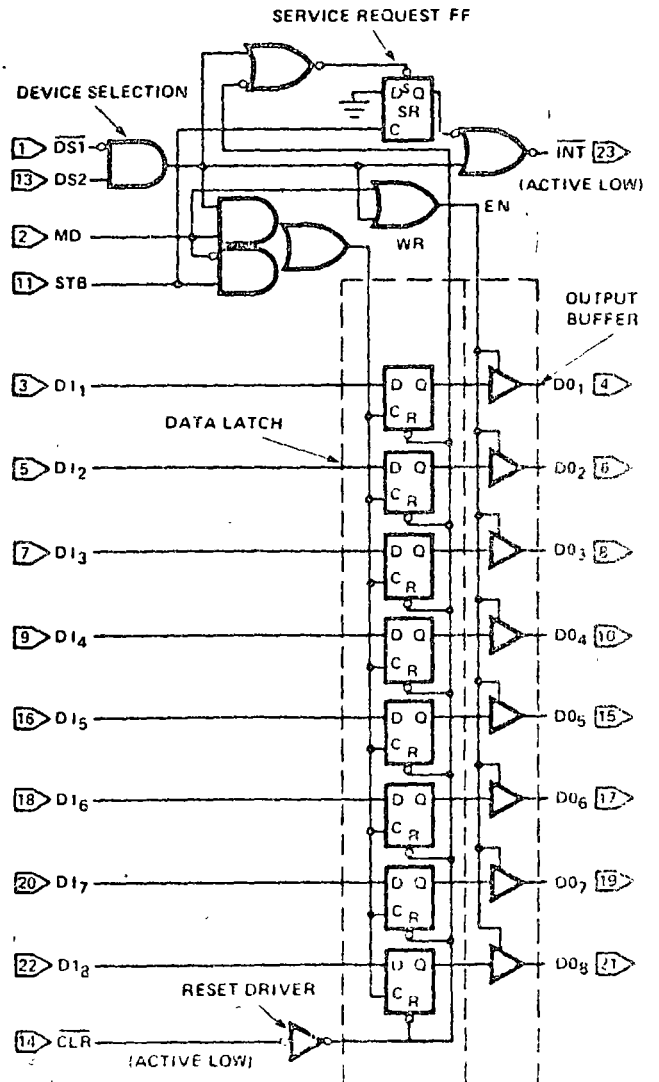 SERVICE REQUEST FF
DEVICE SELECTION
S
D Q
SR
C
1 DS1
13 DS2
INT 23
(ACTIVE LOW)
2 MD
EN
WR
11 STB
OUTPUT
BUFFER
3 DI1 D Q C R DO1 4
DATA LATCH
5 DI2 D Q C R DO2 6
7 DI3 D Q C R DO3 8
9 DI4 D Q C R DO4 10
16 DI5 D Q C R DO5 15
18 DI6 D Q C R DO6 17
20 DI7 D Q C R DO7 19
22 DI8 D Q C R DO8 21
RESET DRIVER
14 CLR
(ACTIVE LOW)